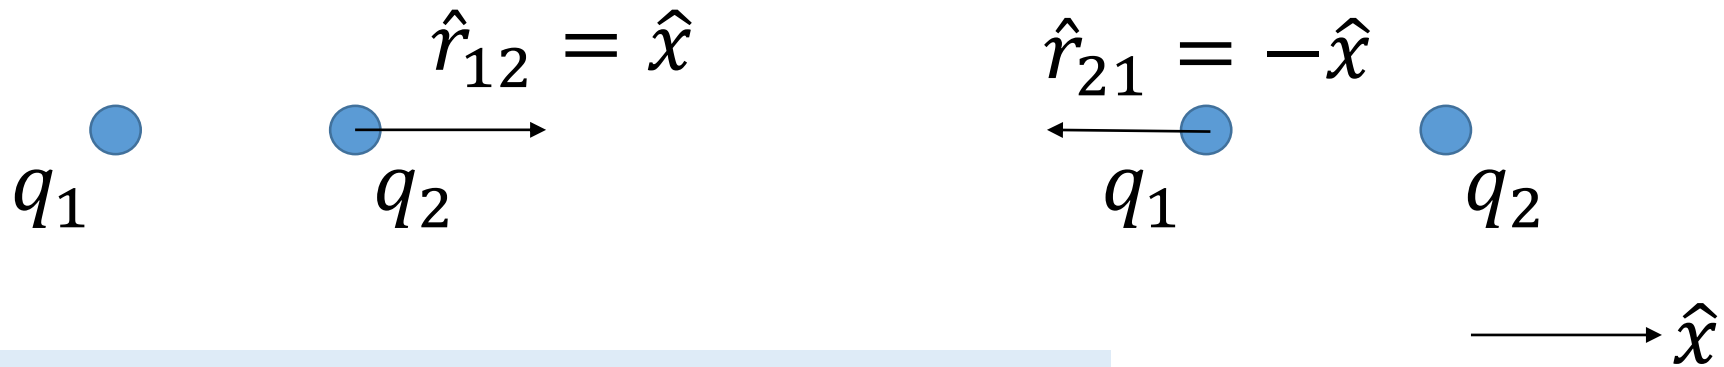 r̂₁₂ = x̂
r̂₂₁ = −x̂
q₁
q₂
q₁
q₂
x̂